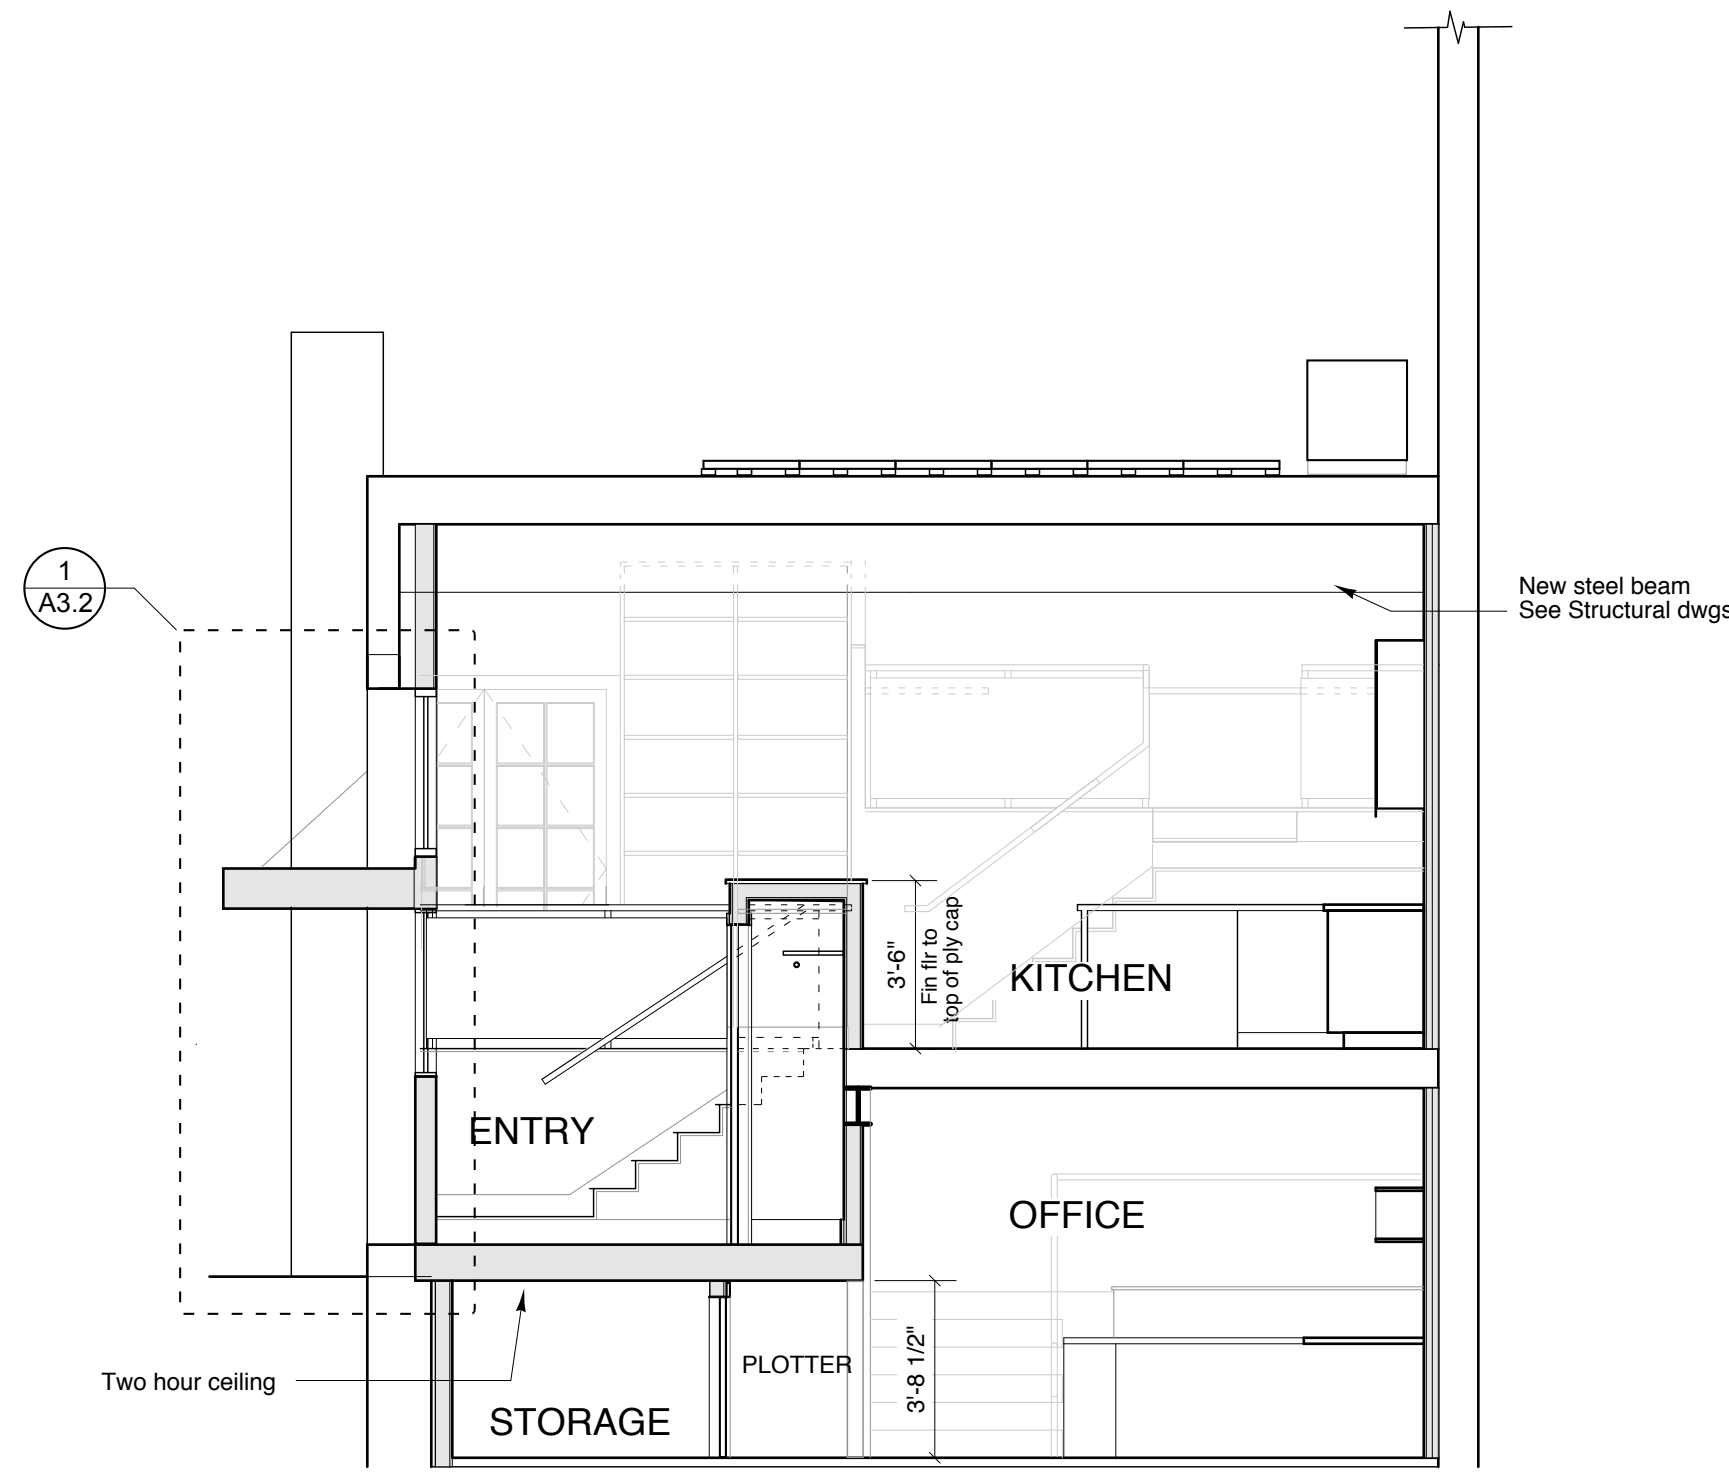 1
A3.2
New steel beam
See Structural dwgs
3'-6"
Fin flr to
top of ply cap
KITCHEN
ENTRY
OFFICE
Two hour ceiling
PLOTTER
3'-8 1/2"
STORAGE